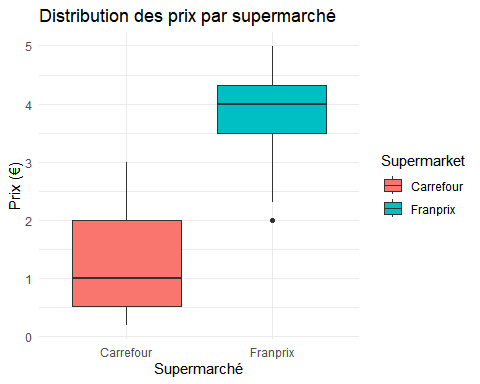 Distribution des prix par supermarché
5
4
3
2
1
0
Prix (€)
Carrefour
Franprix
Supermarché
Supermarket
Carrefour
Franprix